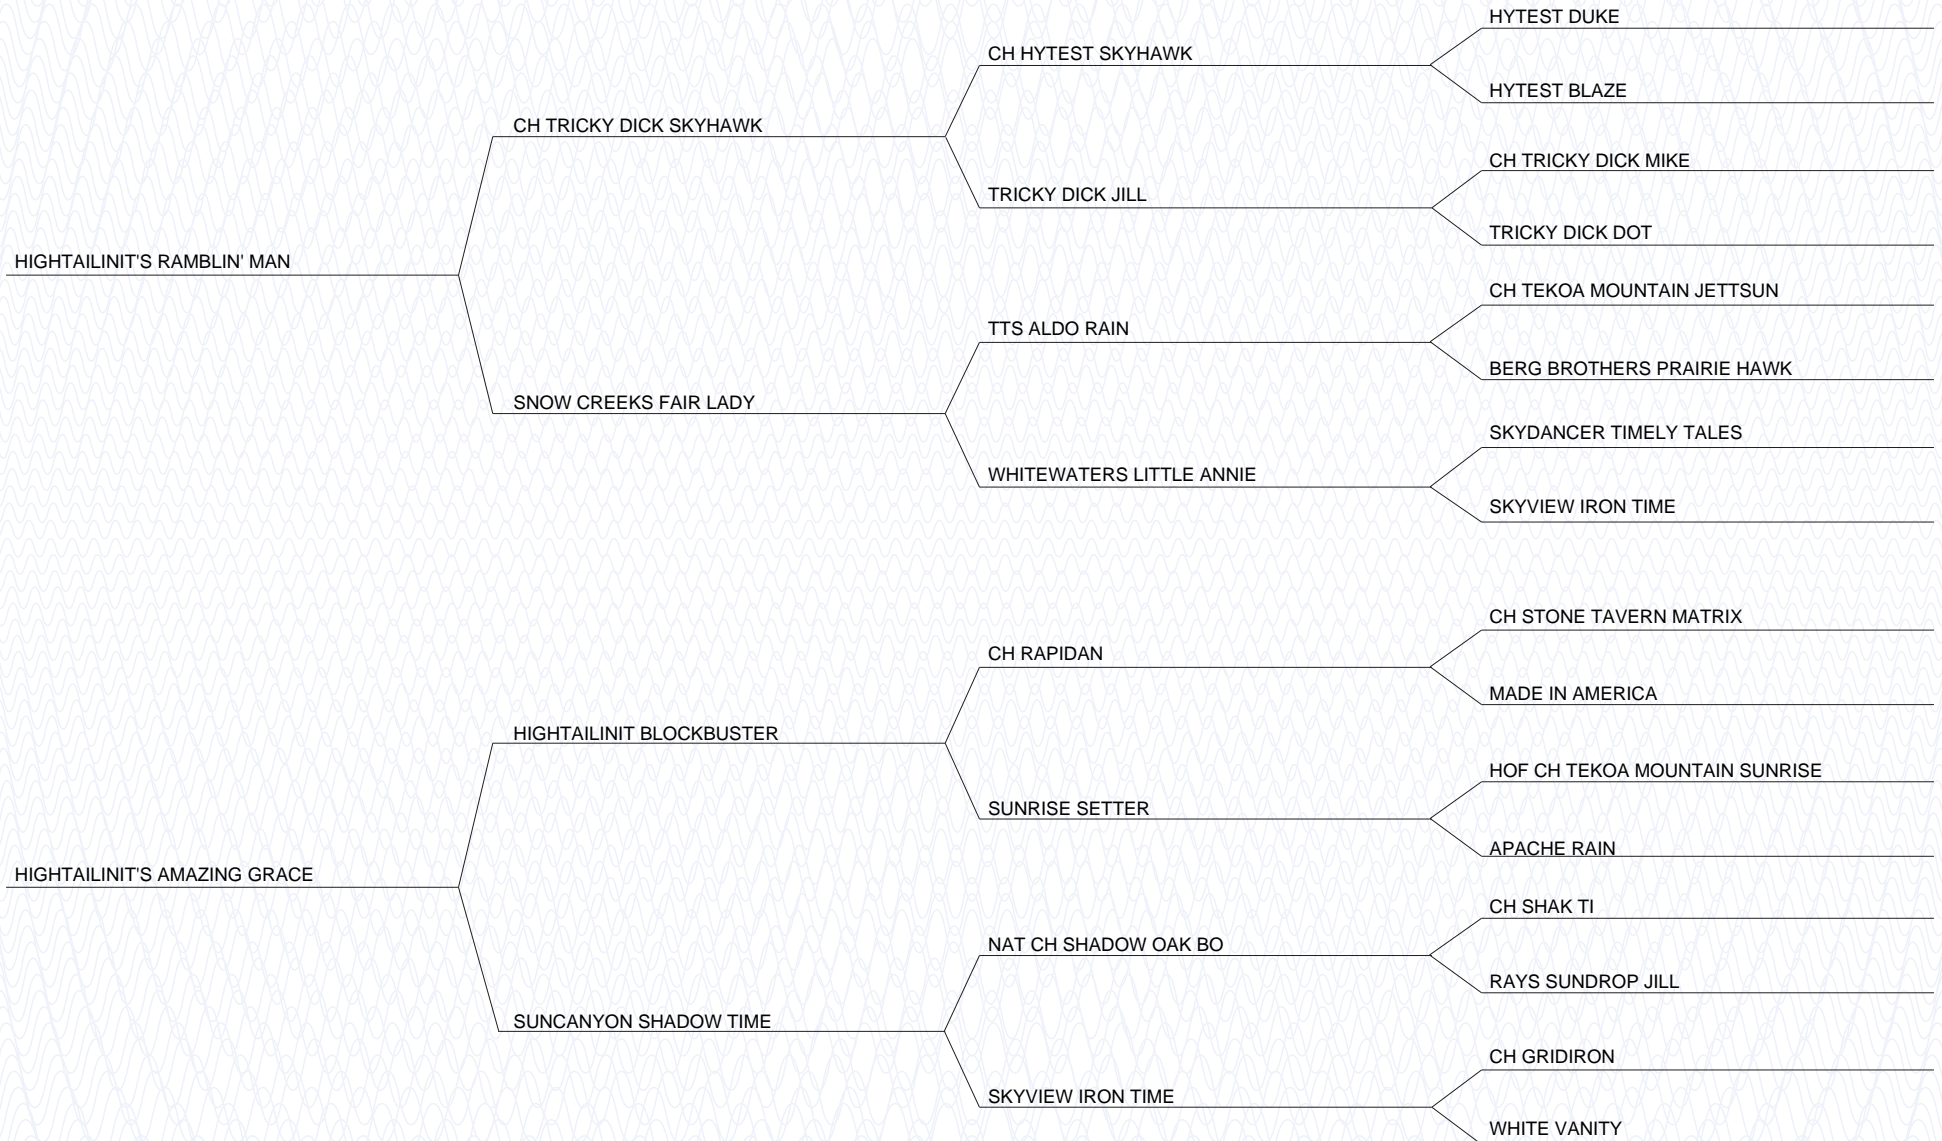 HYTEST DUKE
CH HYTEST SKYHAWK
HYTEST BLAZE
CH TRICKY DICK SKYHAWK
CH TRICKY DICK MIKE
TRICKY DICK JILL
TRICKY DICK DOT
HIGHTAILINIT'S RAMBLIN' MAN
CH TEKOA MOUNTAIN JETTSUN
TTS ALDO RAIN
BERG BROTHERS PRAIRIE HAWK
SNOW CREEKS FAIR LADY
SKYDANCER TIMELY TALES
WHITEWATERS LITTLE ANNIE
SKYVIEW IRON TIME
CH STONE TAVERN MATRIX
CH RAPIDAN
MADE IN AMERICA
HIGHTAILINIT BLOCKBUSTER
HOF CH TEKOA MOUNTAIN SUNRISE
SUNRISE SETTER
APACHE RAIN
HIGHTAILINIT'S AMAZING GRACE
CH SHAK TI
NAT CH SHADOW OAK BO
RAYS SUNDROP JILL
SUNCANYON SHADOW TIME
CH GRIDIRON
SKYVIEW IRON TIME
WHITE VANITY